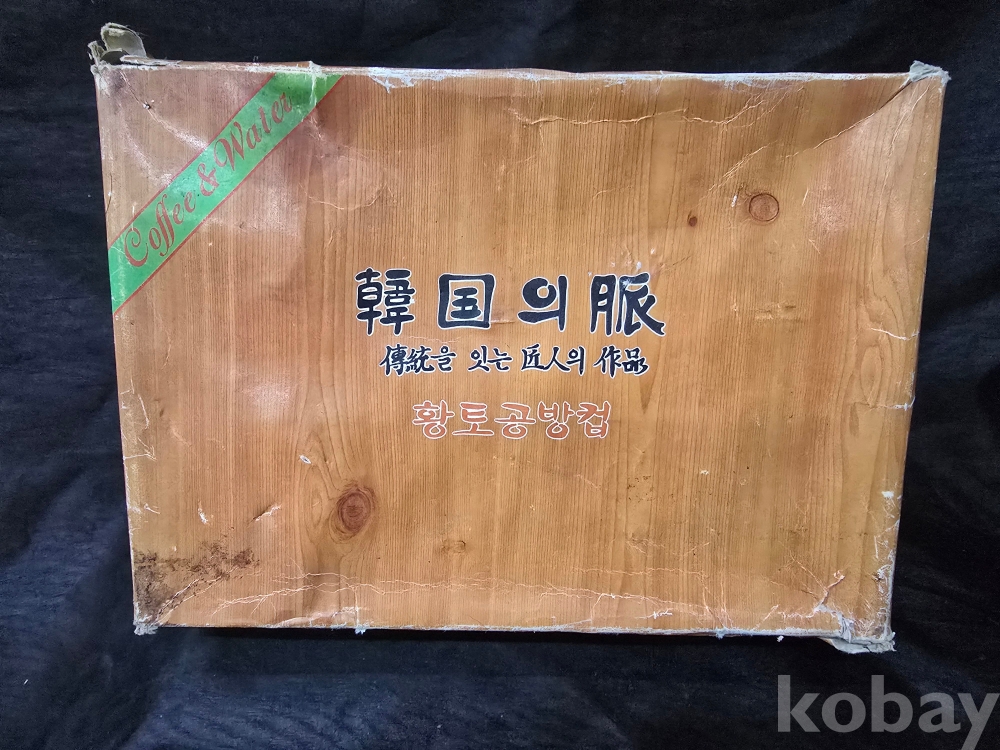 Coffee & Water
韓国의 脈
傳統을 잇는 匠人의 作品
황토공방컵
kobay